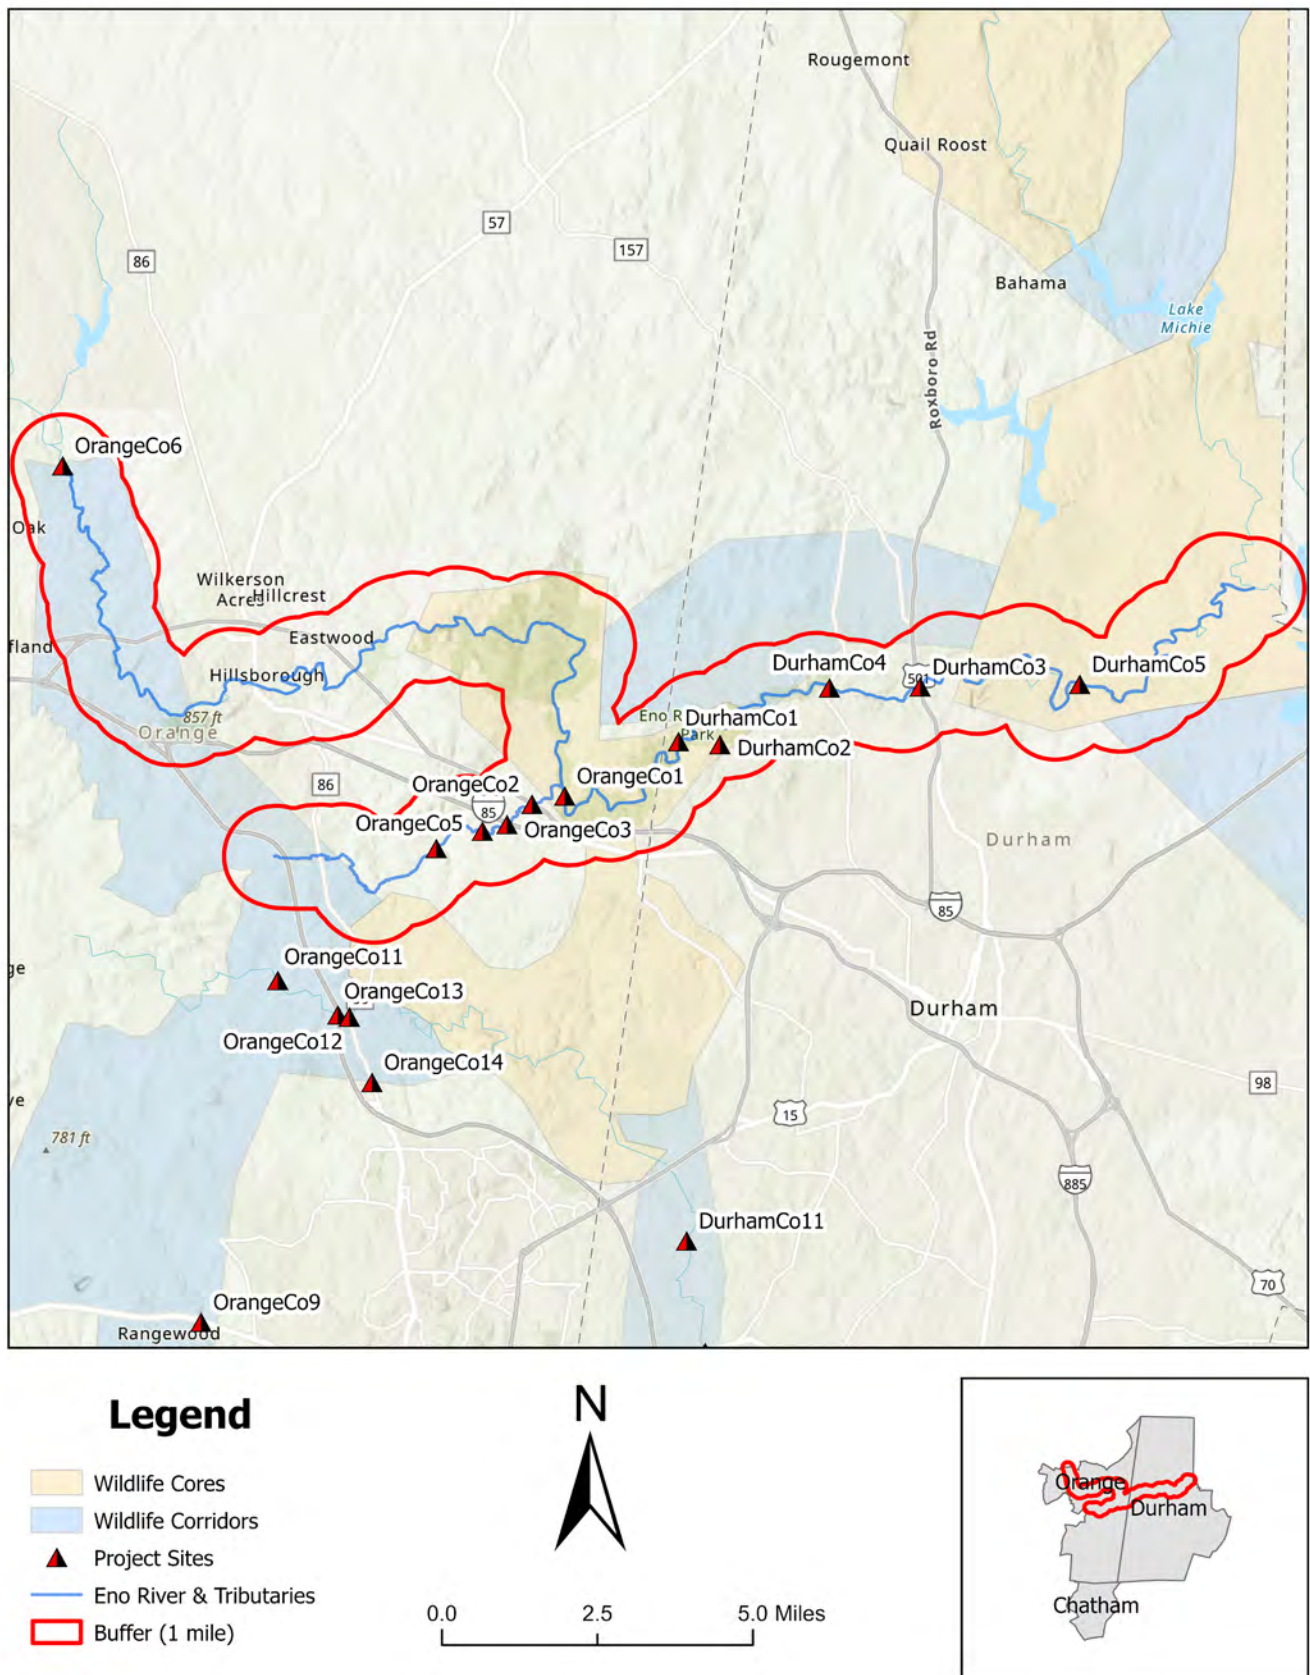 Rougemont
Quail Roost
57
157
86
Bahama
Lake
Michie
Roxboro Rd
OrangeCo6
Oak
Wilkerson
Acres
Hillcrest
Eastwood
fland
Hillsborough
857 ft
Orange
DurhamCo4
DurhamCo3
DurhamCo5
501
Eno R
Park
DurhamCo1
DurhamCo2
OrangeCo2
OrangeCo1
86
85
OrangeCo5
OrangeCo3
Durham
85
OrangeCo11
ge
OrangeCo13
Durham
OrangeCo12
OrangeCo14
98
ve
15
781 ft
885
DurhamCo11
70
OrangeCo9
Rangewood
Legend
Wildlife Cores
Wildlife Corridors
Project Sites
Eno River & Tributaries
Buffer (1 mile)
N
0.0 2.5 5.0 Miles
Orange
Durham
Chatham